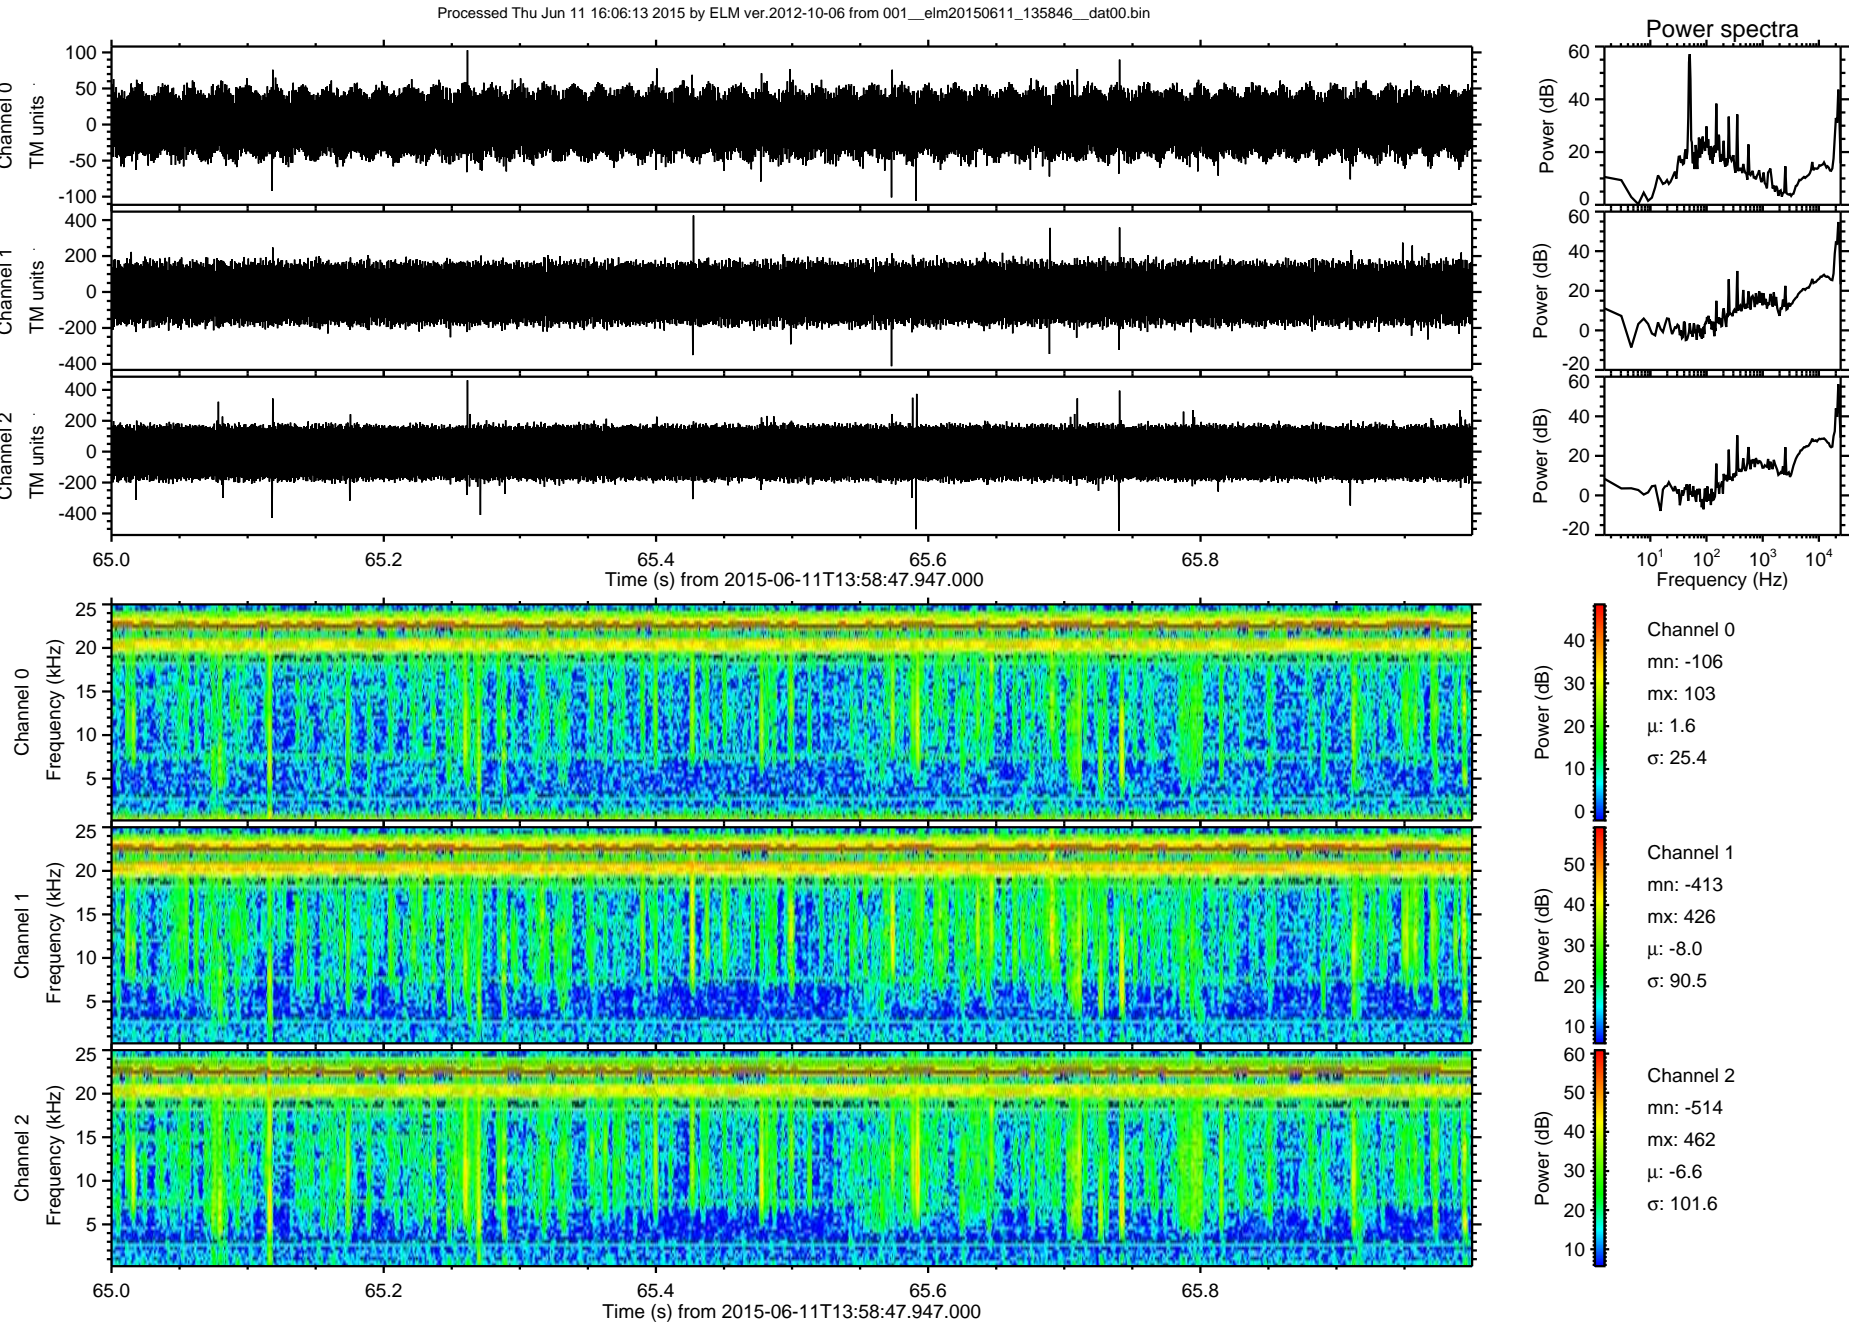 Processed Thu Jun 11 16:06:13 2015 by ELM ver.2012-10-06 from 001__elm20150611_135846__dat00.bin
Power spectra
Channel 0
TM units
100
50
0
-50
-100
Power (dB)
60
40
20
0
Channel 1
TM units
400
200
0
-200
-400
Power (dB)
60
40
20
0
-20
Channel 2
TM units
400
200
0
-200
-400
Power (dB)
60
40
20
0
-20
65.0 65.2 65.4 65.6 65.8
Time (s) from 2015-06-11T13:58:47.947.000
10¹ 10² 10³ 10⁴
Frequency (Hz)
Channel 0
Frequency (kHz)
25
20
15
10
5
Power (dB)
40
30
20
10
0
Channel 0
mn: -106
mx: 103
μ: 1.6
σ: 25.4
Channel 1
Frequency (kHz)
25
20
15
10
5
Power (dB)
50
40
30
20
10
Channel 1
mn: -413
mx: 426
μ: -8.0
σ: 90.5
Channel 2
Frequency (kHz)
25
20
15
10
5
Power (dB)
60
50
40
30
20
10
Channel 2
mn: -514
mx: 462
μ: -6.6
σ: 101.6
65.0 65.2 65.4 65.6 65.8
Time (s) from 2015-06-11T13:58:47.947.000